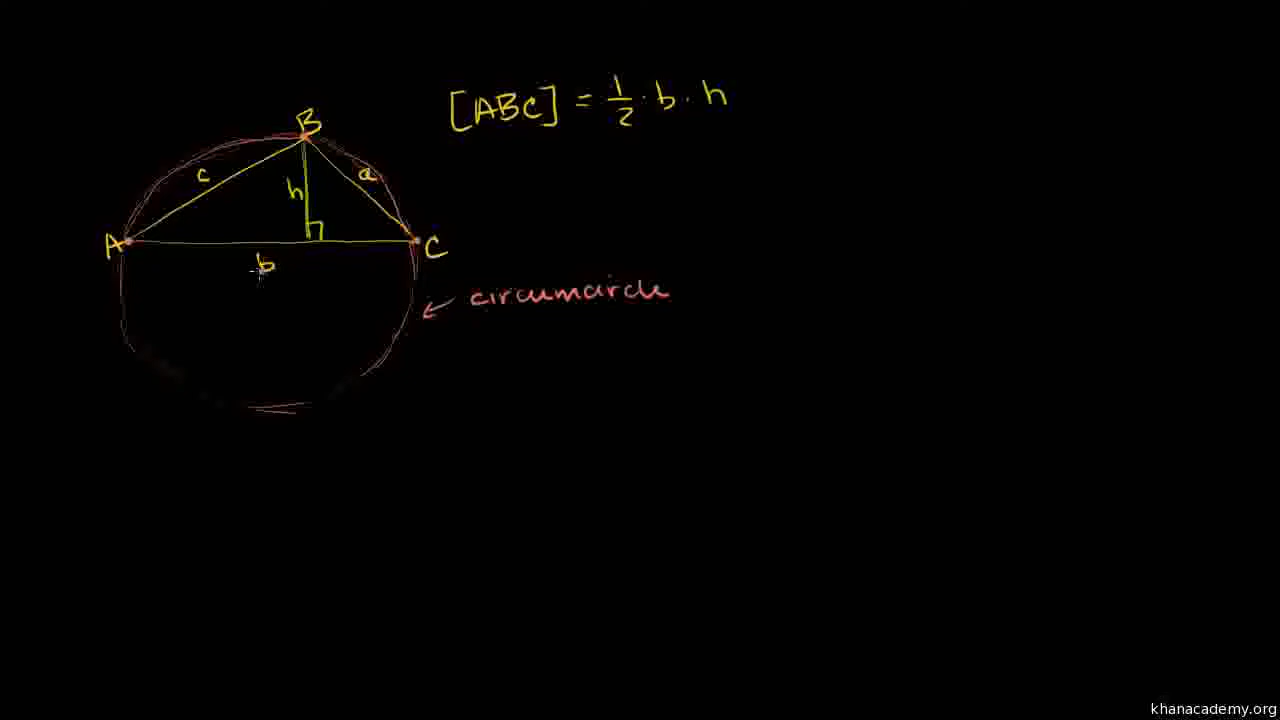 [ABC] = 1/2 · b · h
B
c
a
h
A
C
b
circumcircle
khanacademy.org